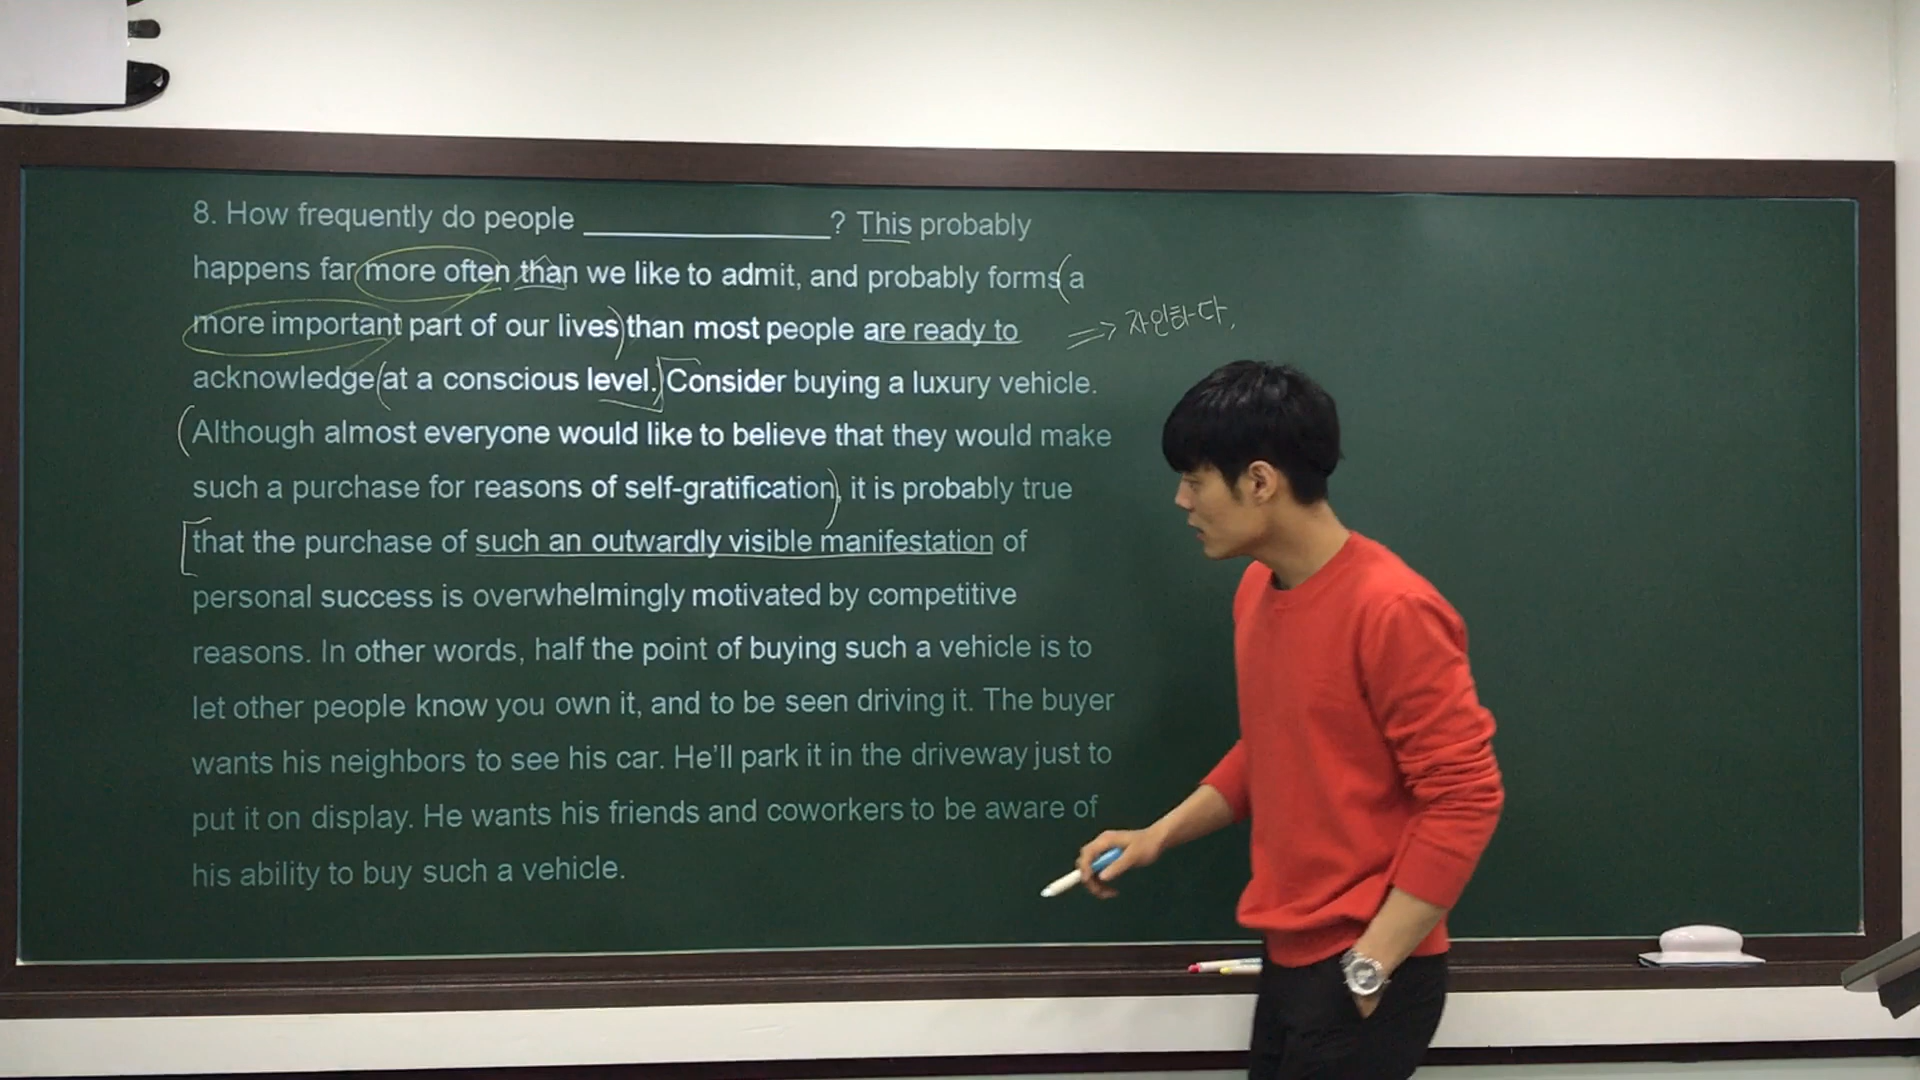 8. How frequently do people ____________? This probably
happens far more often than we like to admit, and probably forms a
more important part of our lives than most people are ready to
⇒ 자인하다,
acknowledge at a conscious level. Consider buying a luxury vehicle.
Although almost everyone would like to believe that they would make
such a purchase for reasons of self-gratification, it is probably true
that the purchase of such an outwardly visible manifestation of
personal success is overwhelmingly motivated by competitive
reasons. In other words, half the point of buying such a vehicle is to
let other people know you own it, and to be seen driving it. The buyer
wants his neighbors to see his car. He’ll park it in the driveway just to
put it on display. He wants his friends and coworkers to be aware of
his ability to buy such a vehicle.